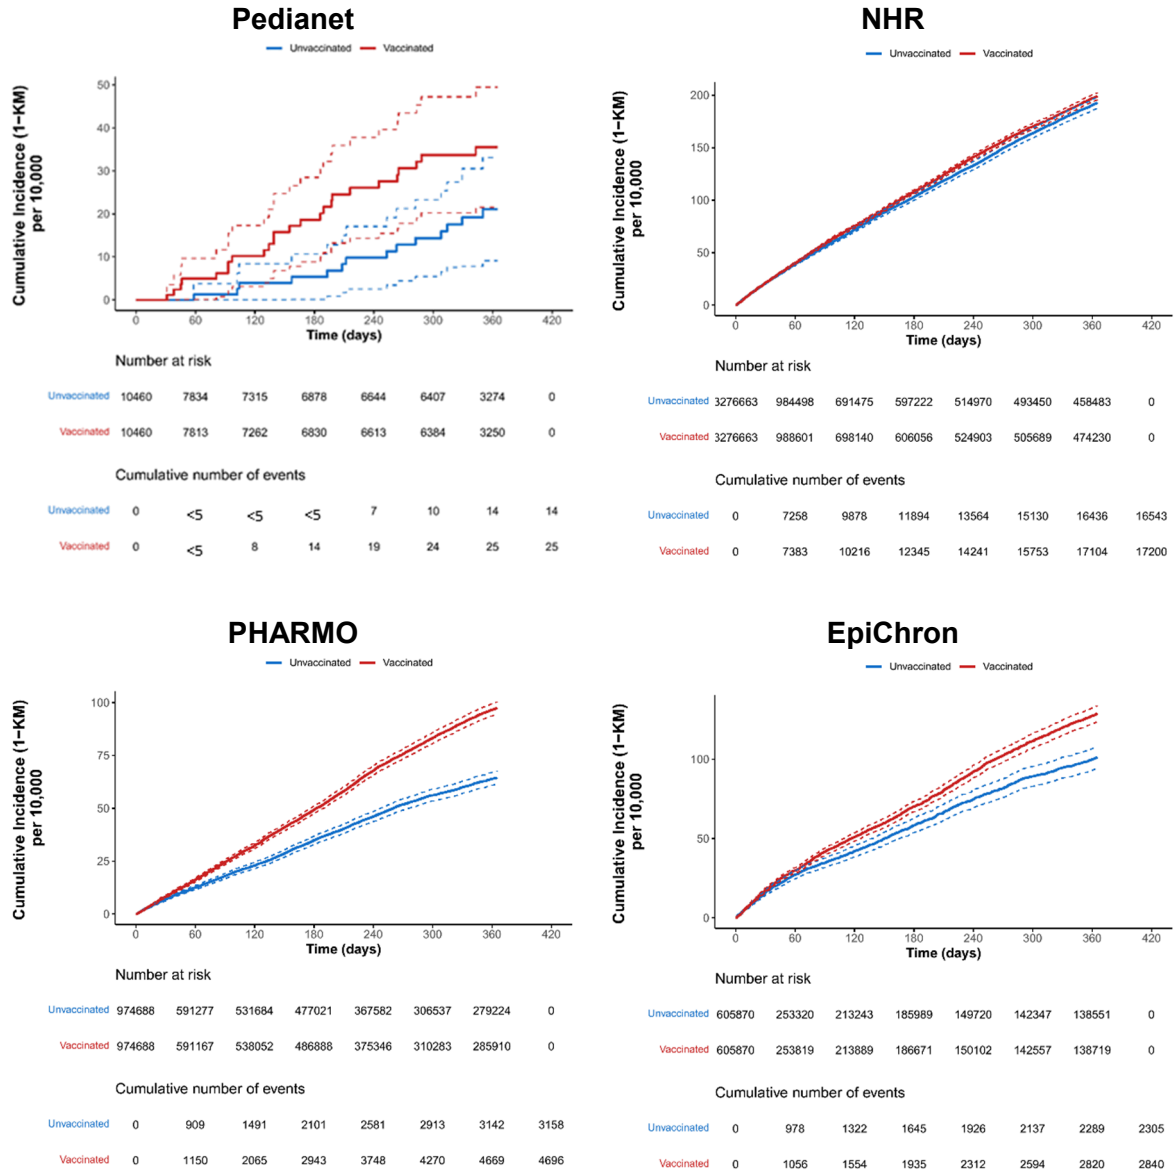 Pedianet
Unvaccinated Vaccinated
Cumulative Incidence (1−KM)
per 10,000
50
40
30
20
10
0
0 60 120 180 240 300 360 420
Time (days)
Number at risk
Unvaccinated 10460 7834 7315 6878 6644 6407 3274 0
Vaccinated 10460 7813 7262 6830 6613 6384 3250 0
Cumulative number of events
Unvaccinated 0 <5 <5 <5 7 10 14 14
Vaccinated 0 <5 8 14 19 24 25 25
NHR
Unvaccinated Vaccinated
Cumulative Incidence (1−KM)
per 10,000
200
150
100
50
0
0 60 120 180 240 300 360 420
Time (days)
Number at risk
Unvaccinated 3276663 984498 691475 597222 514970 493450 458483 0
Vaccinated 3276663 988601 698140 606056 524903 505689 474230 0
Cumulative number of events
Unvaccinated 0 7258 9878 11894 13564 15130 16436 16543
Vaccinated 0 7383 10216 12345 14241 15753 17104 17200
PHARMO
Unvaccinated Vaccinated
Cumulative Incidence (1−KM)
per 10,000
100
75
50
25
0
0 60 120 180 240 300 360 420
Time (days)
Number at risk
Unvaccinated 974688 591277 531684 477021 367582 306537 279224 0
Vaccinated 974688 591167 538052 486888 375346 310283 285910 0
Cumulative number of events
Unvaccinated 0 909 1491 2101 2581 2913 3142 3158
Vaccinated 0 1150 2065 2943 3748 4270 4669 4696
EpiChron
Unvaccinated Vaccinated
Cumulative Incidence (1−KM)
per 10,000
100
50
0
0 60 120 180 240 300 360 420
Time (days)
Number at risk
Unvaccinated 605870 253320 213243 185989 149720 142347 138551 0
Vaccinated 605870 253819 213889 186671 150102 142557 138719 0
Cumulative number of events
Unvaccinated 0 978 1322 1645 1926 2137 2289 2305
Vaccinated 0 1056 1554 1935 2312 2594 2820 2840